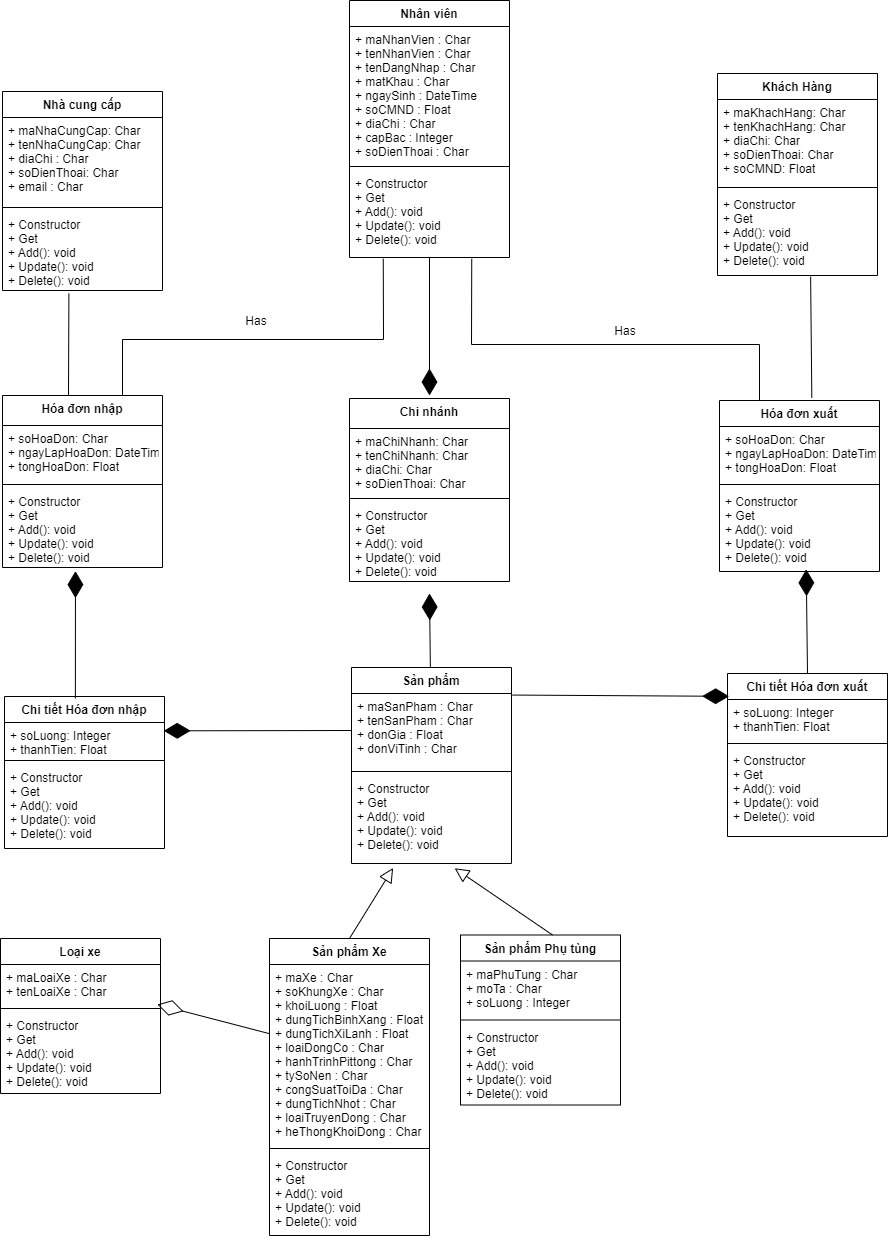 Nhân viên
+ maNhanVien : Char
+ tenNhanVien : Char
+ tenDangNhap : Char
+ matKhau : Char
+ ngaySinh : DateTime
+ soCMND : Float
+ diaChi : Char
+ capBac : Integer
+ soDienThoai : Char
+ Constructor
+ Get
+ Add(): void
+ Update(): void
+ Delete(): void
Nhà cung cấp
+ maNhaCungCap: Char
+ tenNhaCungCap: Char
+ diaChi : Char
+ soDienThoai: Char
+ email : Char
+ Constructor
+ Get
+ Add(): void
+ Update(): void
+ Delete(): void
Khách Hàng
+ maKhachHang: Char
+ tenKhachHang: Char
+ diaChi: Char
+ soDienThoai: Char
+ soCMND: Float
+ Constructor
+ Get
+ Add(): void
+ Update(): void
+ Delete(): void
Has
Has
Hóa đơn nhập
+ soHoaDon: Char
+ ngayLapHoaDon: DateTim
+ tongHoaDon: Float
+ Constructor
+ Get
+ Add(): void
+ Update(): void
+ Delete(): void
Chi nhánh
+ maChiNhanh: Char
+ tenChiNhanh: Char
+ diaChi: Char
+ soDienThoai: Char
+ Constructor
+ Get
+ Add(): void
+ Update(): void
+ Delete(): void
Hóa đơn xuất
+ soHoaDon: Char
+ ngayLapHoaDon: DateTim
+ tongHoaDon: Float
+ Constructor
+ Get
+ Add(): void
+ Update(): void
+ Delete(): void
Chi tiết Hóa đơn nhập
+ soLuong: Integer
+ thanhTien: Float
+ Constructor
+ Get
+ Add(): void
+ Update(): void
+ Delete(): void
Sản phẩm
+ maSanPham : Char
+ tenSanPham : Char
+ donGia : Float
+ donViTinh : Char
+ Constructor
+ Get
+ Add(): void
+ Update(): void
+ Delete(): void
Chi tiết Hóa đơn xuất
+ soLuong: Integer
+ thanhTien: Float
+ Constructor
+ Get
+ Add(): void
+ Update(): void
+ Delete(): void
Loại xe
+ maLoaiXe : Char
+ tenLoaiXe : Char
+ Constructor
+ Get
+ Add(): void
+ Update(): void
+ Delete(): void
Sản phẩm Xe
+ maXe : Char
+ soKhungXe : Char
+ khoiLuong : Float
+ dungTichBinhXang : Float
+ dungTichXiLanh : Float
+ loaiDongCo : Char
+ hanhTrinhPittong : Char
+ tySoNen : Char
+ congSuatToiDa : Char
+ dungTichNhot : Char
+ loaiTruyenDong : Char
+ heThongKhoiDong : Char
+ Constructor
+ Get
+ Add(): void
+ Update(): void
+ Delete(): void
Sản phẩm Phụ tùng
+ maPhuTung : Char
+ moTa : Char
+ soLuong : Integer
+ Constructor
+ Get
+ Add(): void
+ Update(): void
+ Delete(): void